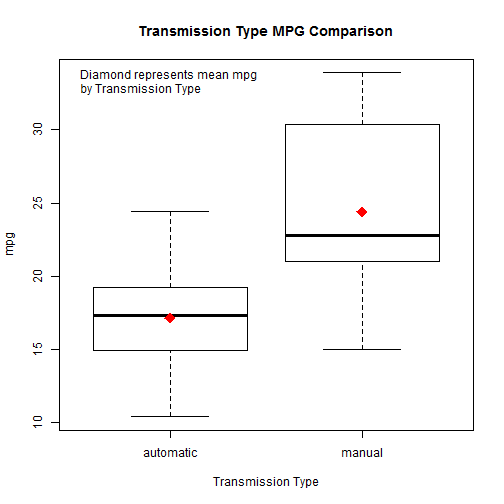 Transmission Type MPG Comparison
Diamond represents mean mpg
by Transmission Type
30
25
20
15
10
mpg
automatic manual
Transmission Type